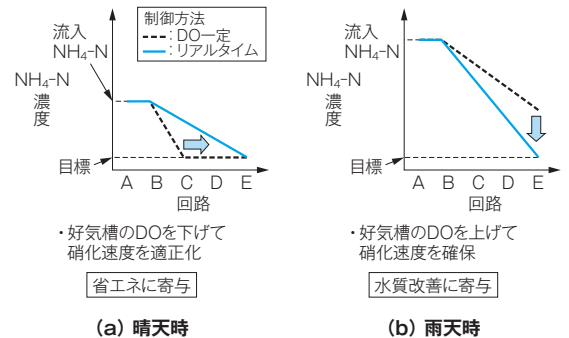 制御方法
：DO一定
：リアルタイム
流入
NH₄-N
NH₄-N
濃度
目標
A B C D E
回路
・好気槽のDOを下げて
硝化速度を適正化
省エネに寄与
(a) 晴天時
流入
NH₄-N
NH₄-N
濃度
目標
A B C D E
回路
・好気槽のDOを上げて
硝化速度を確保
水質改善に寄与
(b) 雨天時